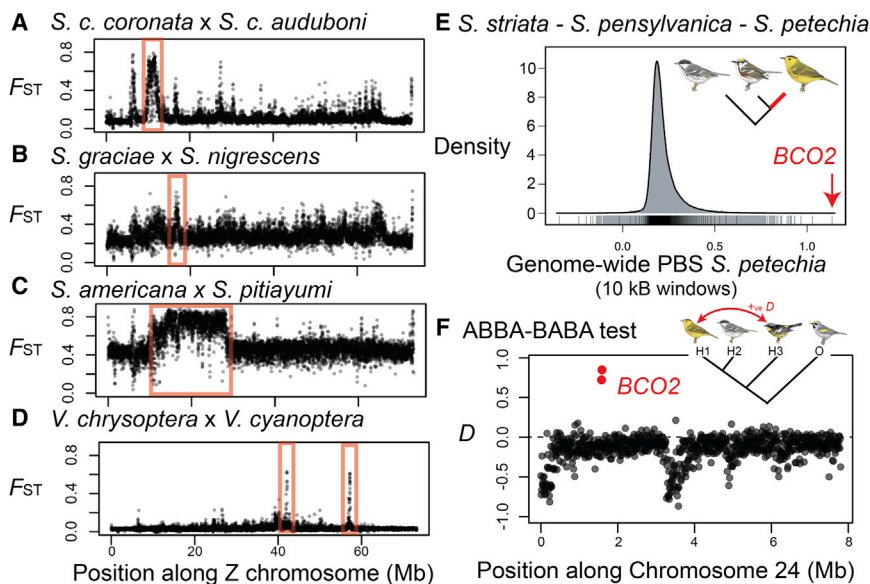 A S. c. coronata x S. c. auduboni
FST
0.0 0.4 0.8
B S. graciae x S. nigrescens
FST
0.0 0.4 0.8
C S. americana x S. pitiayumi
FST
0.0 0.4 0.8
D V. chrysoptera x V. cyanoptera
FST
0.0 0.4 0.8
0 20 40 60
Position along Z chromosome (Mb)
E S. striata - S. pensylvanica - S. petechia
Density
10
8
6
4
2
0
BCO2
0.0 0.5 1.0
Genome-wide PBS S. petechia
(10 kB windows)
F ABBA-BABA test
+ve D
H1 H2 H3 O
BCO2
D
1.0
0.5
0.0
-0.5
-1.0
0 2 4 6 8
Position along Chromosome 24 (Mb)